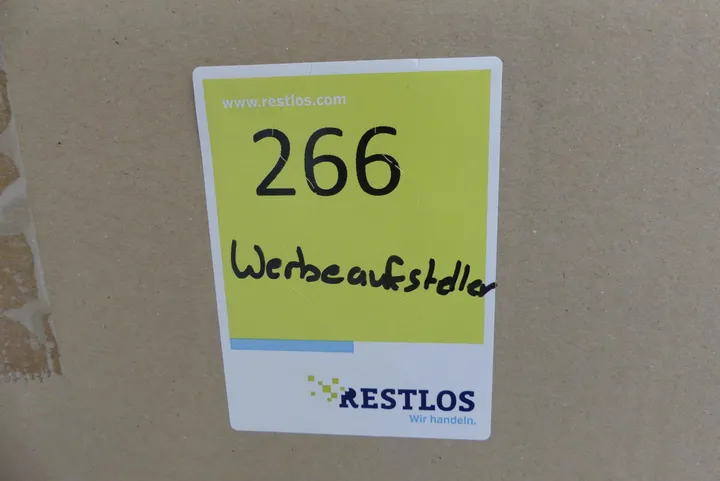 www.restlos.com
266
Werbeaufsteller
RESTLOS
Wir handeln.